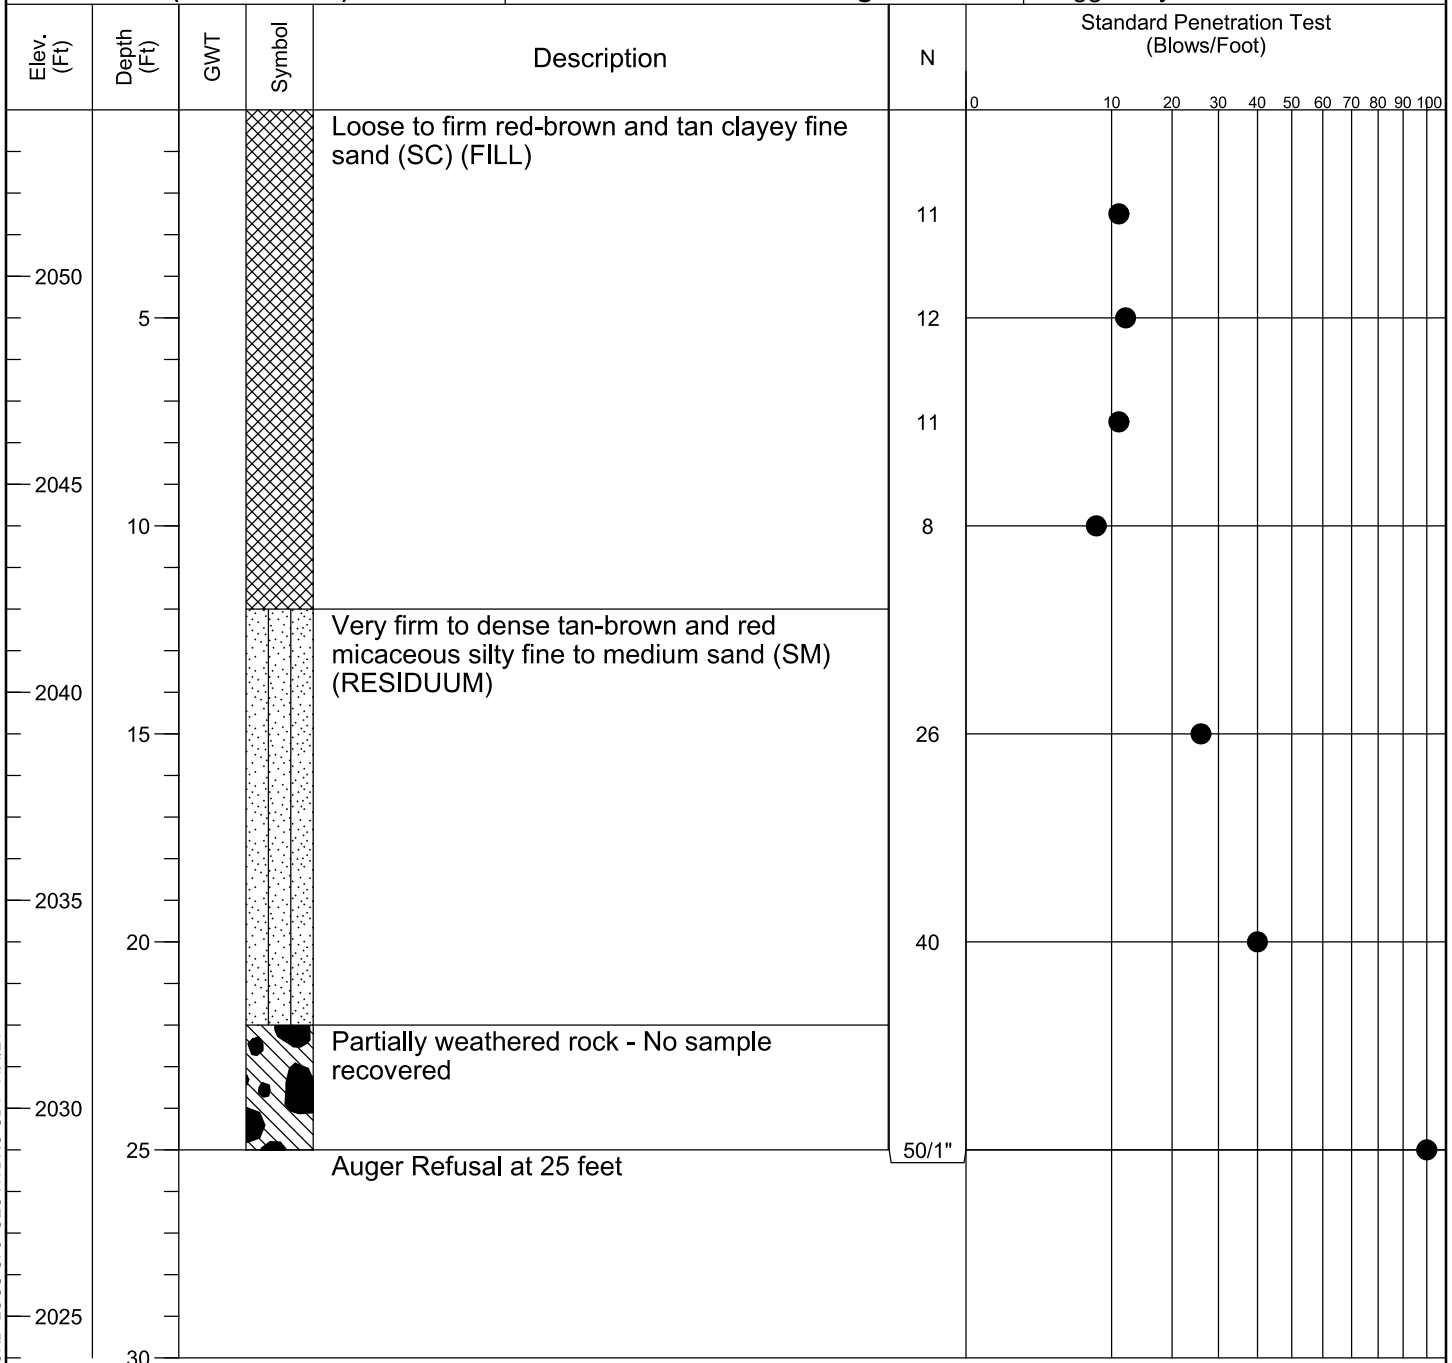 Elev. (Ft)
Depth (Ft)
GWT
Symbol
Description
N
Standard Penetration Test
(Blows/Foot)
0 10 20 30 40 50 60 70 80 90 100
Loose to firm red-brown and tan clayey fine
sand (SC) (FILL)
11
2050
5 12
11
2045
10 8
Very firm to dense tan-brown and red
micaceous silty fine to medium sand (SM)
(RESIDUUM)
2040
15 26
2035
20 40
Partially weathered rock - No sample
recovered
2030
25 50/1"
Auger Refusal at 25 feet
2025
30